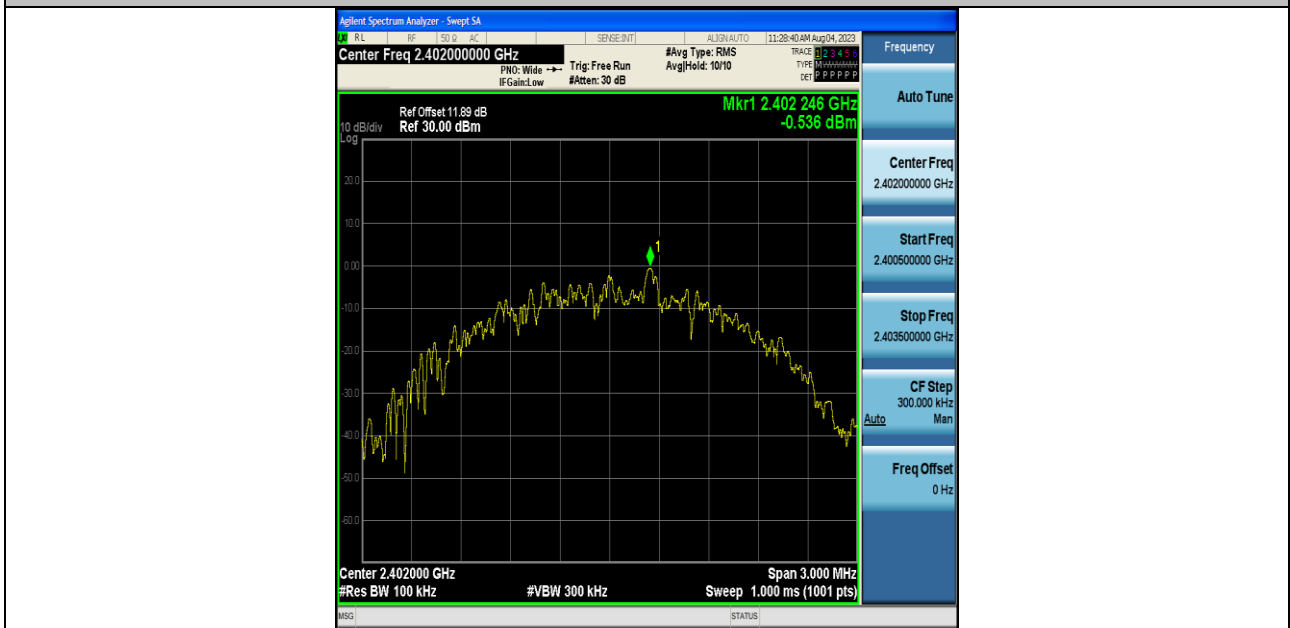 Agilent Spectrum Analyzer - Swept SA
RL RF 50 Ω AC SENSE:INT ALIGN AUTO 11:28:40 AM Aug 04, 2023
Center Freq 2.402000000 GHz
PNO: Wide
IFGain:Low
Trig: Free Run
#Atten: 30 dB
#Avg Type: RMS
Avg|Hold: 10/10
TRACE 1 2 3 4 5 6
TYPE
DET P P P P P P
Mkr1 2.402 246 GHz
-0.536 dBm
Ref Offset 11.89 dB
10 dB/div Ref 30.00 dBm
Log
20.0
10.0
0.00
-10.0
-20.0
-30.0
-40.0
-50.0
-60.0
1
Center 2.402000 GHz Span 3.000 MHz
#Res BW 100 kHz #VBW 300 kHz Sweep 1.000 ms (1001 pts)
MSG STATUS
Frequency
Auto Tune
Center Freq
2.402000000 GHz
Start Freq
2.400500000 GHz
Stop Freq
2.403500000 GHz
CF Step
300.000 kHz
Auto Man
Freq Offset
0 Hz